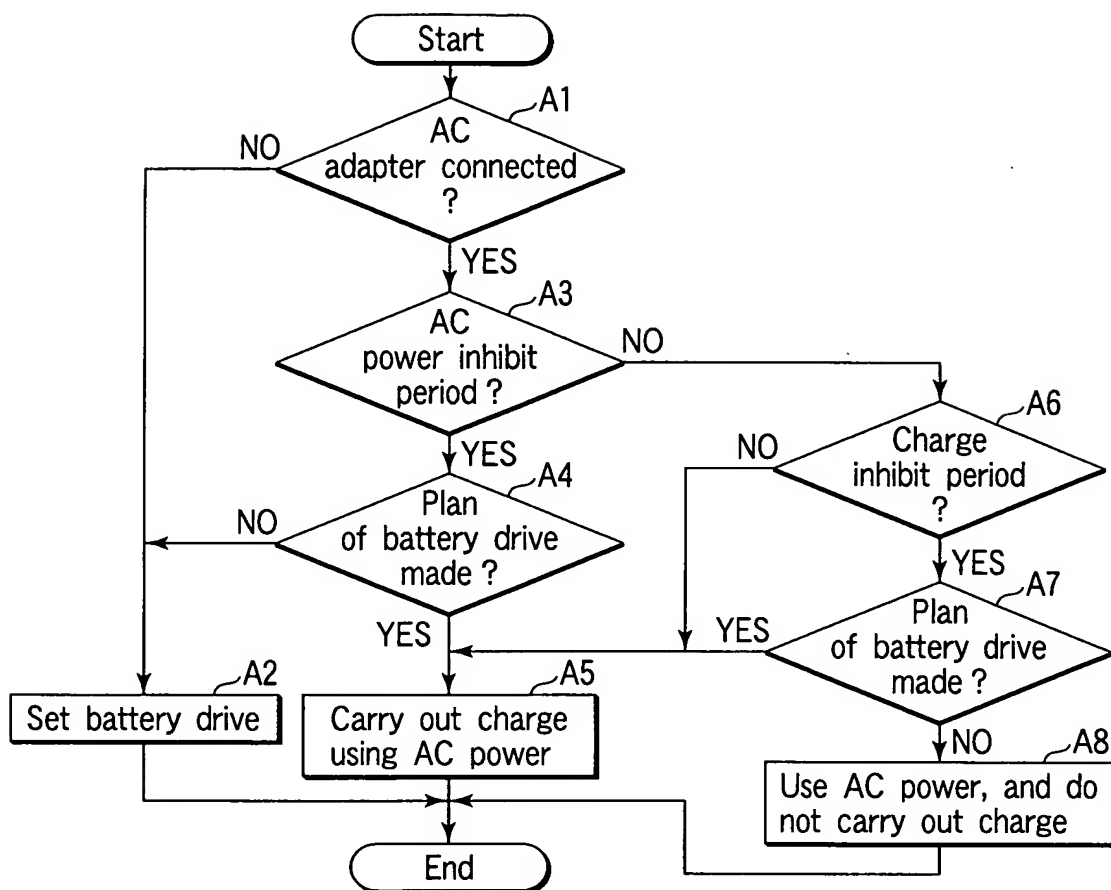 Start
A1
AC
adapter connected
?
NO
YES
A3
AC
power inhibit
period ?
NO
YES
A4
Plan
of battery drive
made ?
NO
YES
A6
Charge
inhibit period
?
NO
YES
A7
Plan
of battery drive
made ?
YES
NO
A2
Set battery drive
A5
Carry out charge
using AC power
A8
Use AC power, and do
not carry out charge
End